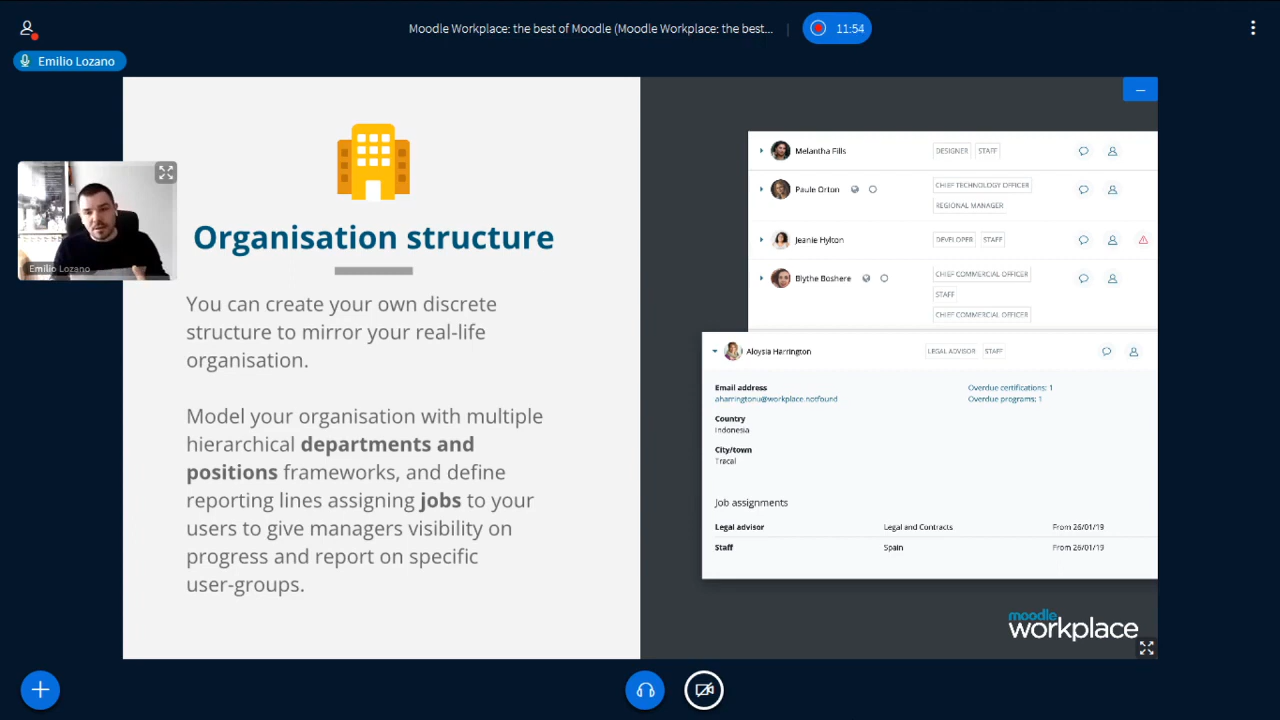 Moodle Workplace: the best of Moodle (Moodle Workplace: the best...
11:54
Emilio Lozano
Emilio Lozano
Organisation structure
You can create your own discrete
structure to mirror your real-life
organisation.
Model your organisation with multiple
hierarchical departments and
positions frameworks, and define
reporting lines assigning jobs to your
users to give managers visibility on
progress and report on specific
user-groups.
Melantha Fills DESIGNER STAFF
Paule Orton CHIEF TECHNOLOGY OFFICER
REGIONAL MANAGER
Jeanie Hylton DEVELOPER STAFF
Blythe Boshere CHIEF COMMERCIAL OFFICER
STAFF
CHIEF COMMERCIAL OFFICER
Aloysia Harrington LEGAL ADVISOR STAFF
Email address Overdue certifications: 1
aharringtonu@workplace.notfound Overdue programs: 1
Country
Indonesia
City/town
Tracal
Job assignments
Legal advisor Legal and Contracts From 26/01/19
Staff Spain From 26/01/19
moodle
workplace